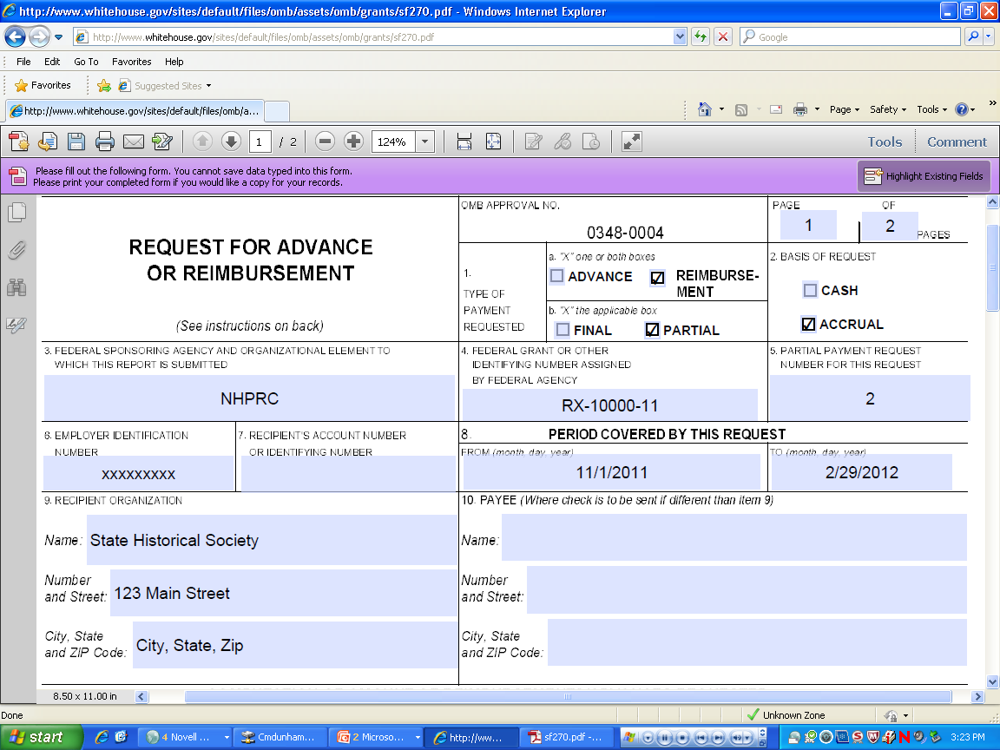 http://www.whitehouse.gov/sites/default/files/omb/assets/omb/grants/sf270.pdf - Windows Internet Explorer
http://www.whitehouse.gov/sites/default/files/omb/assets/omb/grants/sf270.pdf
Google
File Edit Go To Favorites Help
Favorites Suggested Sites
http://www.whitehouse.gov/sites/default/files/omb/a...
Page Safety Tools
1 / 2 124% Tools Comment
Please fill out the following form. You cannot save data typed into this form.
Please print your completed form if you would like a copy for your records.
Highlight Existing Fields
REQUEST FOR ADVANCE
OR REIMBURSEMENT
(See instructions on back)
OMB APPROVAL NO.
0348-0004
PAGE OF
1 2
PAGES
1.
TYPE OF
PAYMENT
REQUESTED
a. "X" one or both boxes
ADVANCE REIMBURSE-
MENT
b. "X" the applicable box
FINAL PARTIAL
2. BASIS OF REQUEST
CASH
ACCRUAL
3. FEDERAL SPONSORING AGENCY AND ORGANIZATIONAL ELEMENT TO
WHICH THIS REPORT IS SUBMITTED
NHPRC
4. FEDERAL GRANT OR OTHER
IDENTIFYING NUMBER ASSIGNED
BY FEDERAL AGENCY
RX-10000-11
5. PARTIAL PAYMENT REQUEST
NUMBER FOR THIS REQUEST
2
6. EMPLOYER IDENTIFICATION
NUMBER
xxxxxxxxx
7. RECIPIENT'S ACCOUNT NUMBER
OR IDENTIFYING NUMBER
8. PERIOD COVERED BY THIS REQUEST
FROM (month, day, year)
11/1/2011
TO (month, day, year)
2/29/2012
9. RECIPIENT ORGANIZATION
Name: State Historical Society
Number
and Street: 123 Main Street
City, State
and ZIP Code: City, State, Zip
10. PAYEE (Where check is to be sent if different than item 9)
Name:
Number
and Street:
City, State
and ZIP Code:
8.50 x 11.00 in
Done Unknown Zone
start 4 Novell ... Cmdunham... 2 Microso... http://ww... sf270.pdf -... 3:23 PM